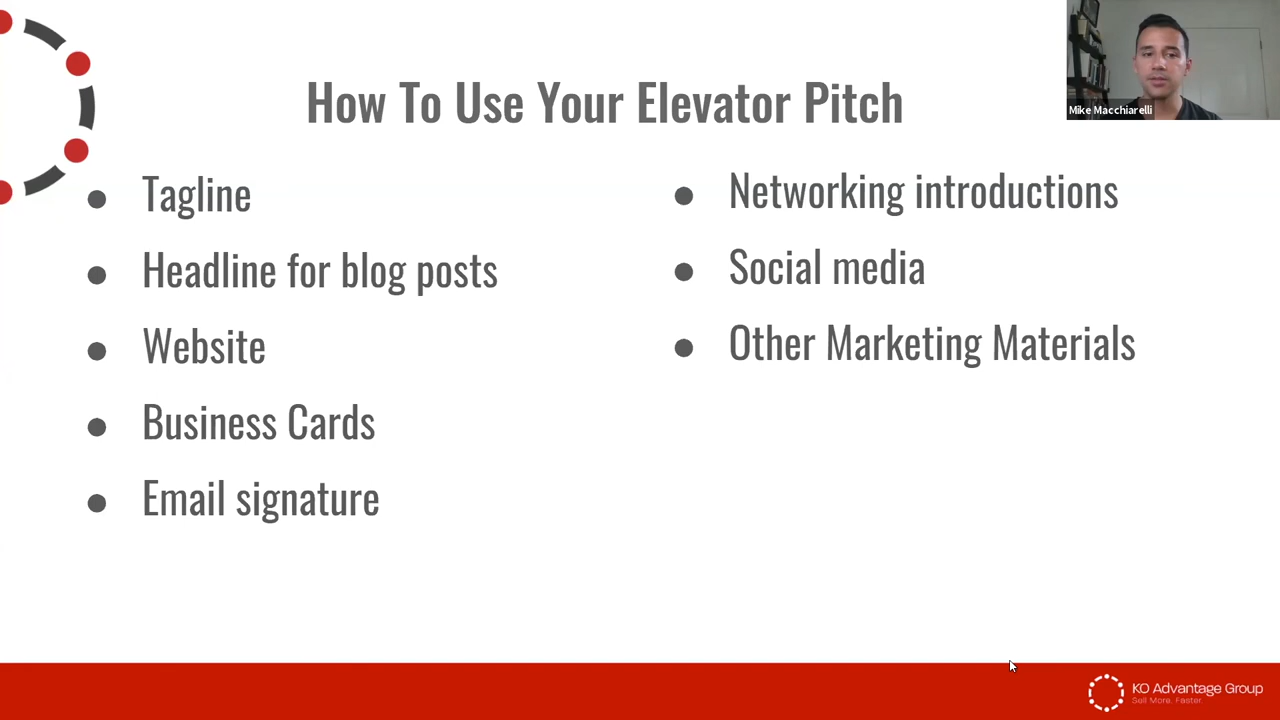 How To Use Your Elevator Pitch
Mike Macchiarelli
Tagline
Headline for blog posts
Website
Business Cards
Email signature
Networking introductions
Social media
Other Marketing Materials
KO Advantage Group
Sell More. Faster.